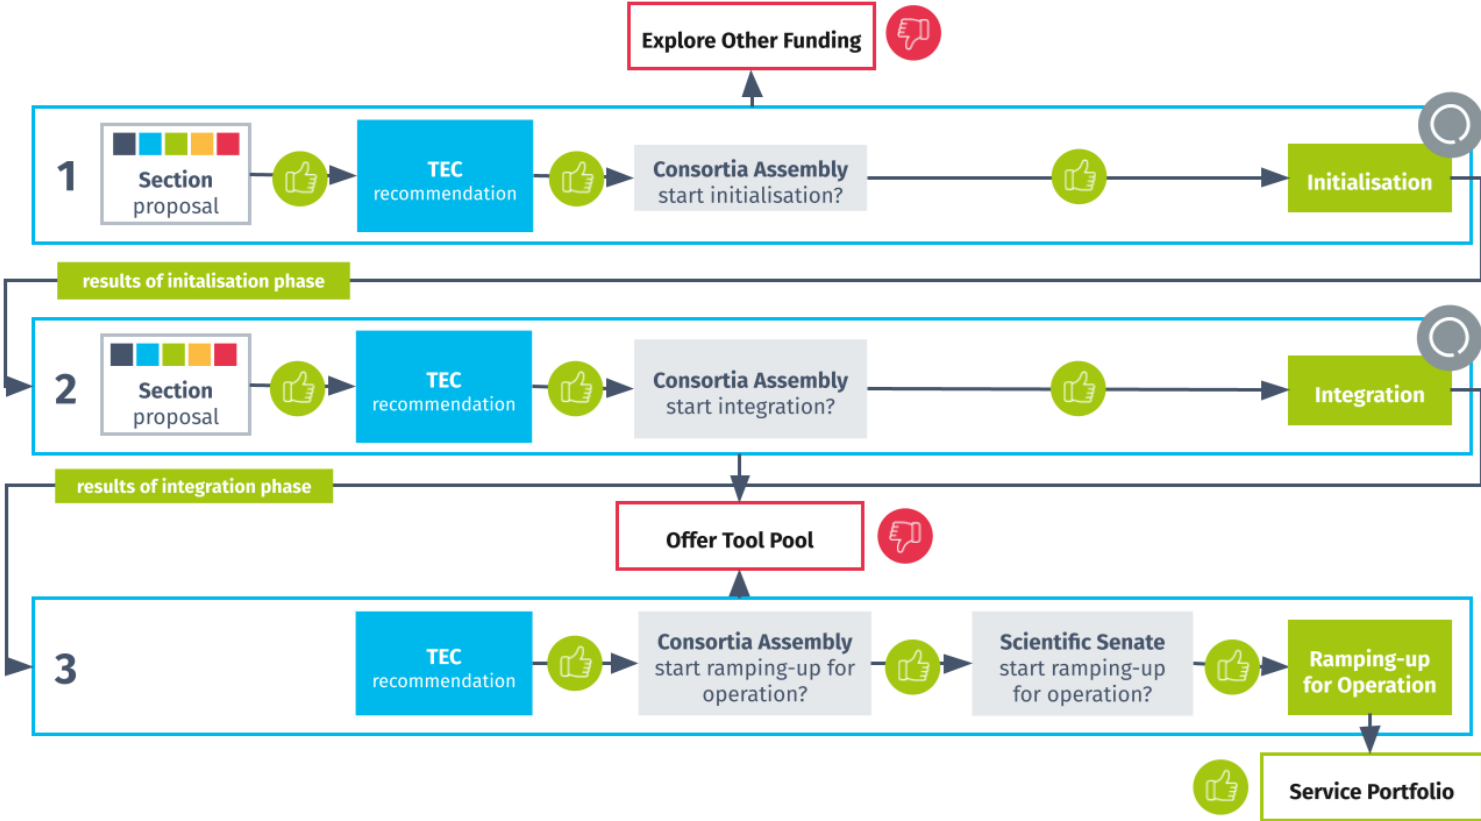 Explore Other Funding
1
Section
proposal
TEC
recommendation
Consortia Assembly
start initialisation?
Initialisation
results of initalisation phase
2
Section
proposal
TEC
recommendation
Consortia Assembly
start integration?
Integration
results of integration phase
Offer Tool Pool
3
TEC
recommendation
Consortia Assembly
start ramping-up for
operation?
Scientific Senate
start ramping-up
for operation?
Ramping-up
for Operation
Service Portfolio